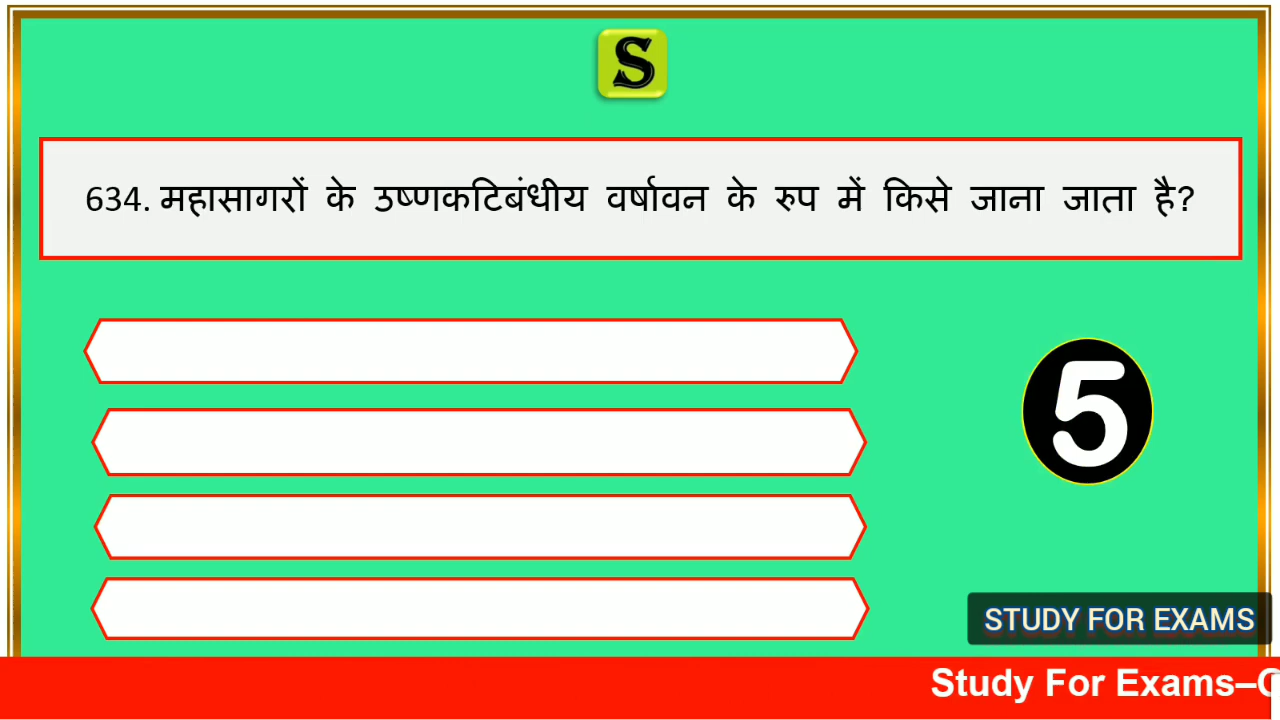 S
634. महासागरों के उष्णकटिबंधीय वर्षावन के रुप में किसे जाना जाता है?
5
STUDY FOR EXAMS
Study For Exams–